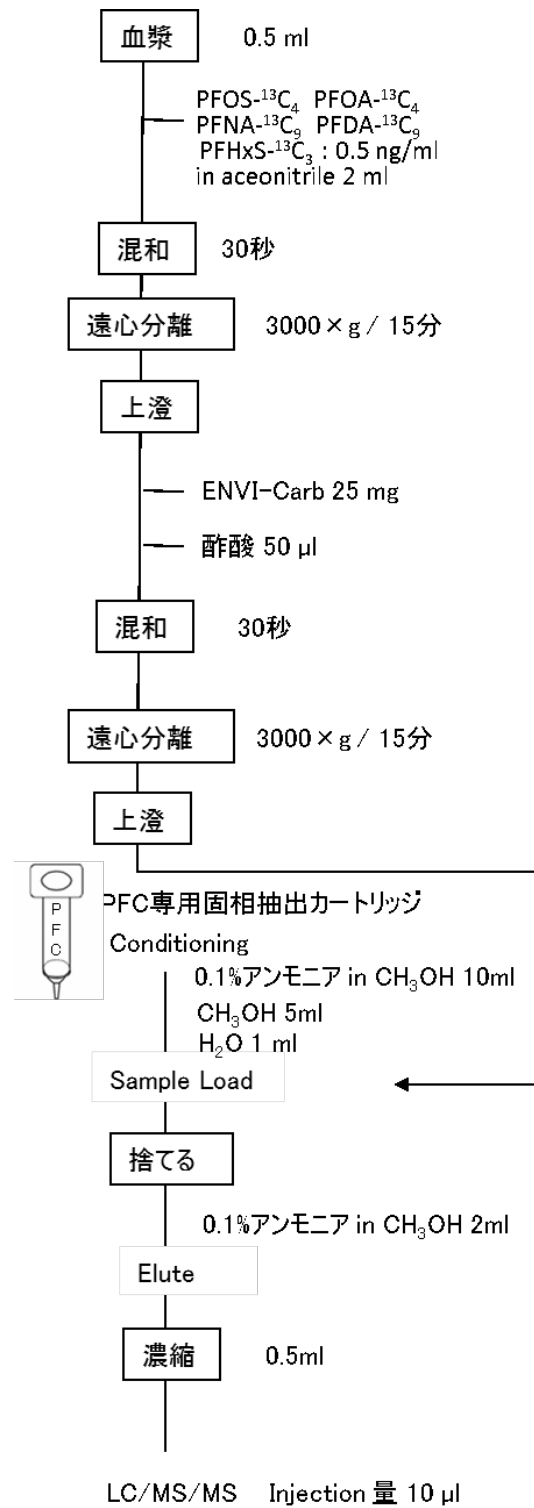 血漿 0.5 ml
PFOS-¹³C₄ PFOA-¹³C₄
PFNA-¹³C₉ PFDA-¹³C₉
PFHxS-¹³C₃ : 0.5 ng/ml
in aceonitrile 2 ml
混和 30秒
遠心分離 3000×g / 15分
上澄
ENVI-Carb 25 mg
酢酸 50 µl
混和 30秒
遠心分離 3000×g / 15分
上澄
PFC
PFC専用固相抽出カートリッジ
Conditioning
0.1%アンモニア in CH₃OH 10ml
CH₃OH 5ml
H₂O 1 ml
Sample Load
捨てる
0.1%アンモニア in CH₃OH 2ml
Elute
濃縮 0.5ml
LC/MS/MS Injection 量 10 µl